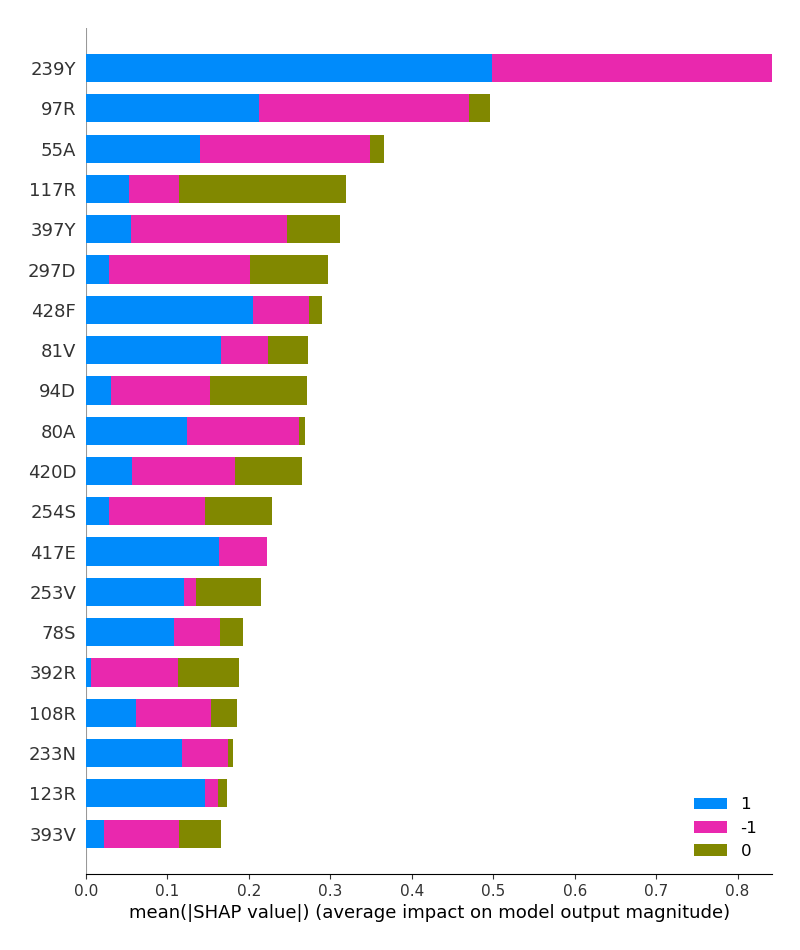 239Y
97R
55A
117R
397Y
297D
428F
81V
94D
80A
420D
254S
417E
253V
78S
392R
108R
233N
123R
393V
1
-1
0
0.0 0.1 0.2 0.3 0.4 0.5 0.6 0.7 0.8
mean(|SHAP value|) (average impact on model output magnitude)